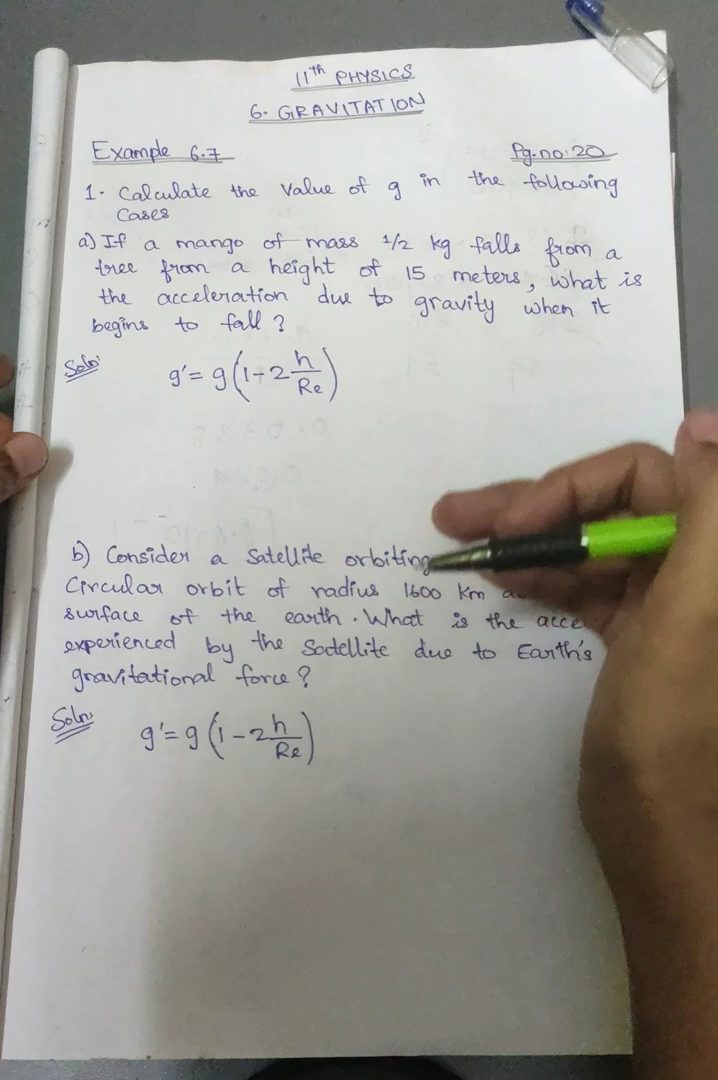 11th PHYSICS
6. GRAVITATION
Example 6.7 Pg.no:20
1. Calculate the Value of g in the following
Cases
a) If a mango of mass 1/2 kg falls from a
tree from a height of 15 meters, what is
the acceleration due to gravity when it
begins to fall?
Soln:
g' = g(1-2 h/Re)
b) Consider a Satellite orbiting
Circular orbit of radius 1600 km
surface of the earth. What is the
experienced by the Satellite due to Earth's
gravitational force?
Soln:
g' = g(1-2 h/Re)